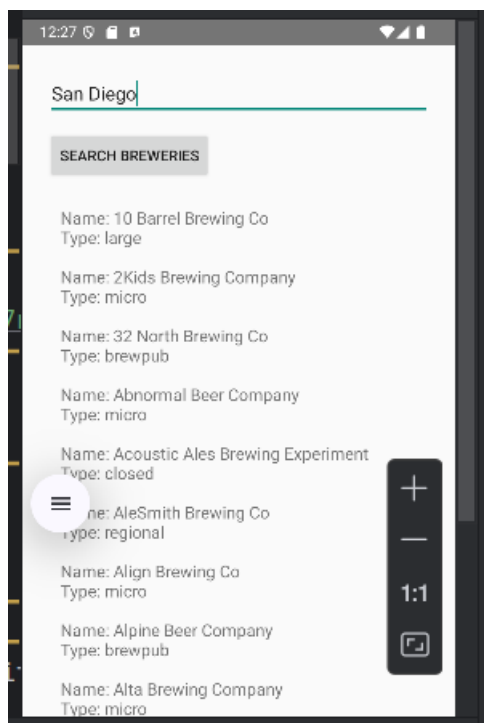 12:27
San Diego
SEARCH BREWERIES
Name: 10 Barrel Brewing Co
Type: large
Name: 2Kids Brewing Company
Type: micro
Name: 32 North Brewing Co
Type: brewpub
Name: Abnormal Beer Company
Type: micro
Name: Acoustic Ales Brewing Experiment
Type: closed
Name: AleSmith Brewing Co
Type: regional
Name: Align Brewing Co
Type: micro
1:1
Name: Alpine Beer Company
Type: brewpub
Name: Alta Brewing Company
Type: micro